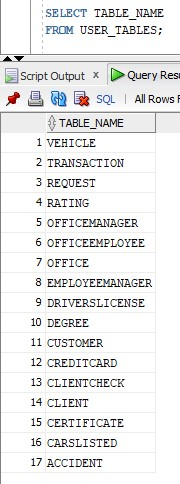 SELECT TABLE_NAME
FROM USER_TABLES;
Script Output x Query Resu
SQL All Rows F
TABLE_NAME
1 VEHICLE
2 TRANSACTION
3 REQUEST
4 RATING
5 OFFICEMANAGER
6 OFFICEEMPLOYEE
7 OFFICE
8 EMPLOYEEMANAGER
9 DRIVERSLICENSE
10 DEGREE
11 CUSTOMER
12 CREDITCARD
13 CLIENTCHECK
14 CLIENT
15 CERTIFICATE
16 CARSLISTED
17 ACCIDENT